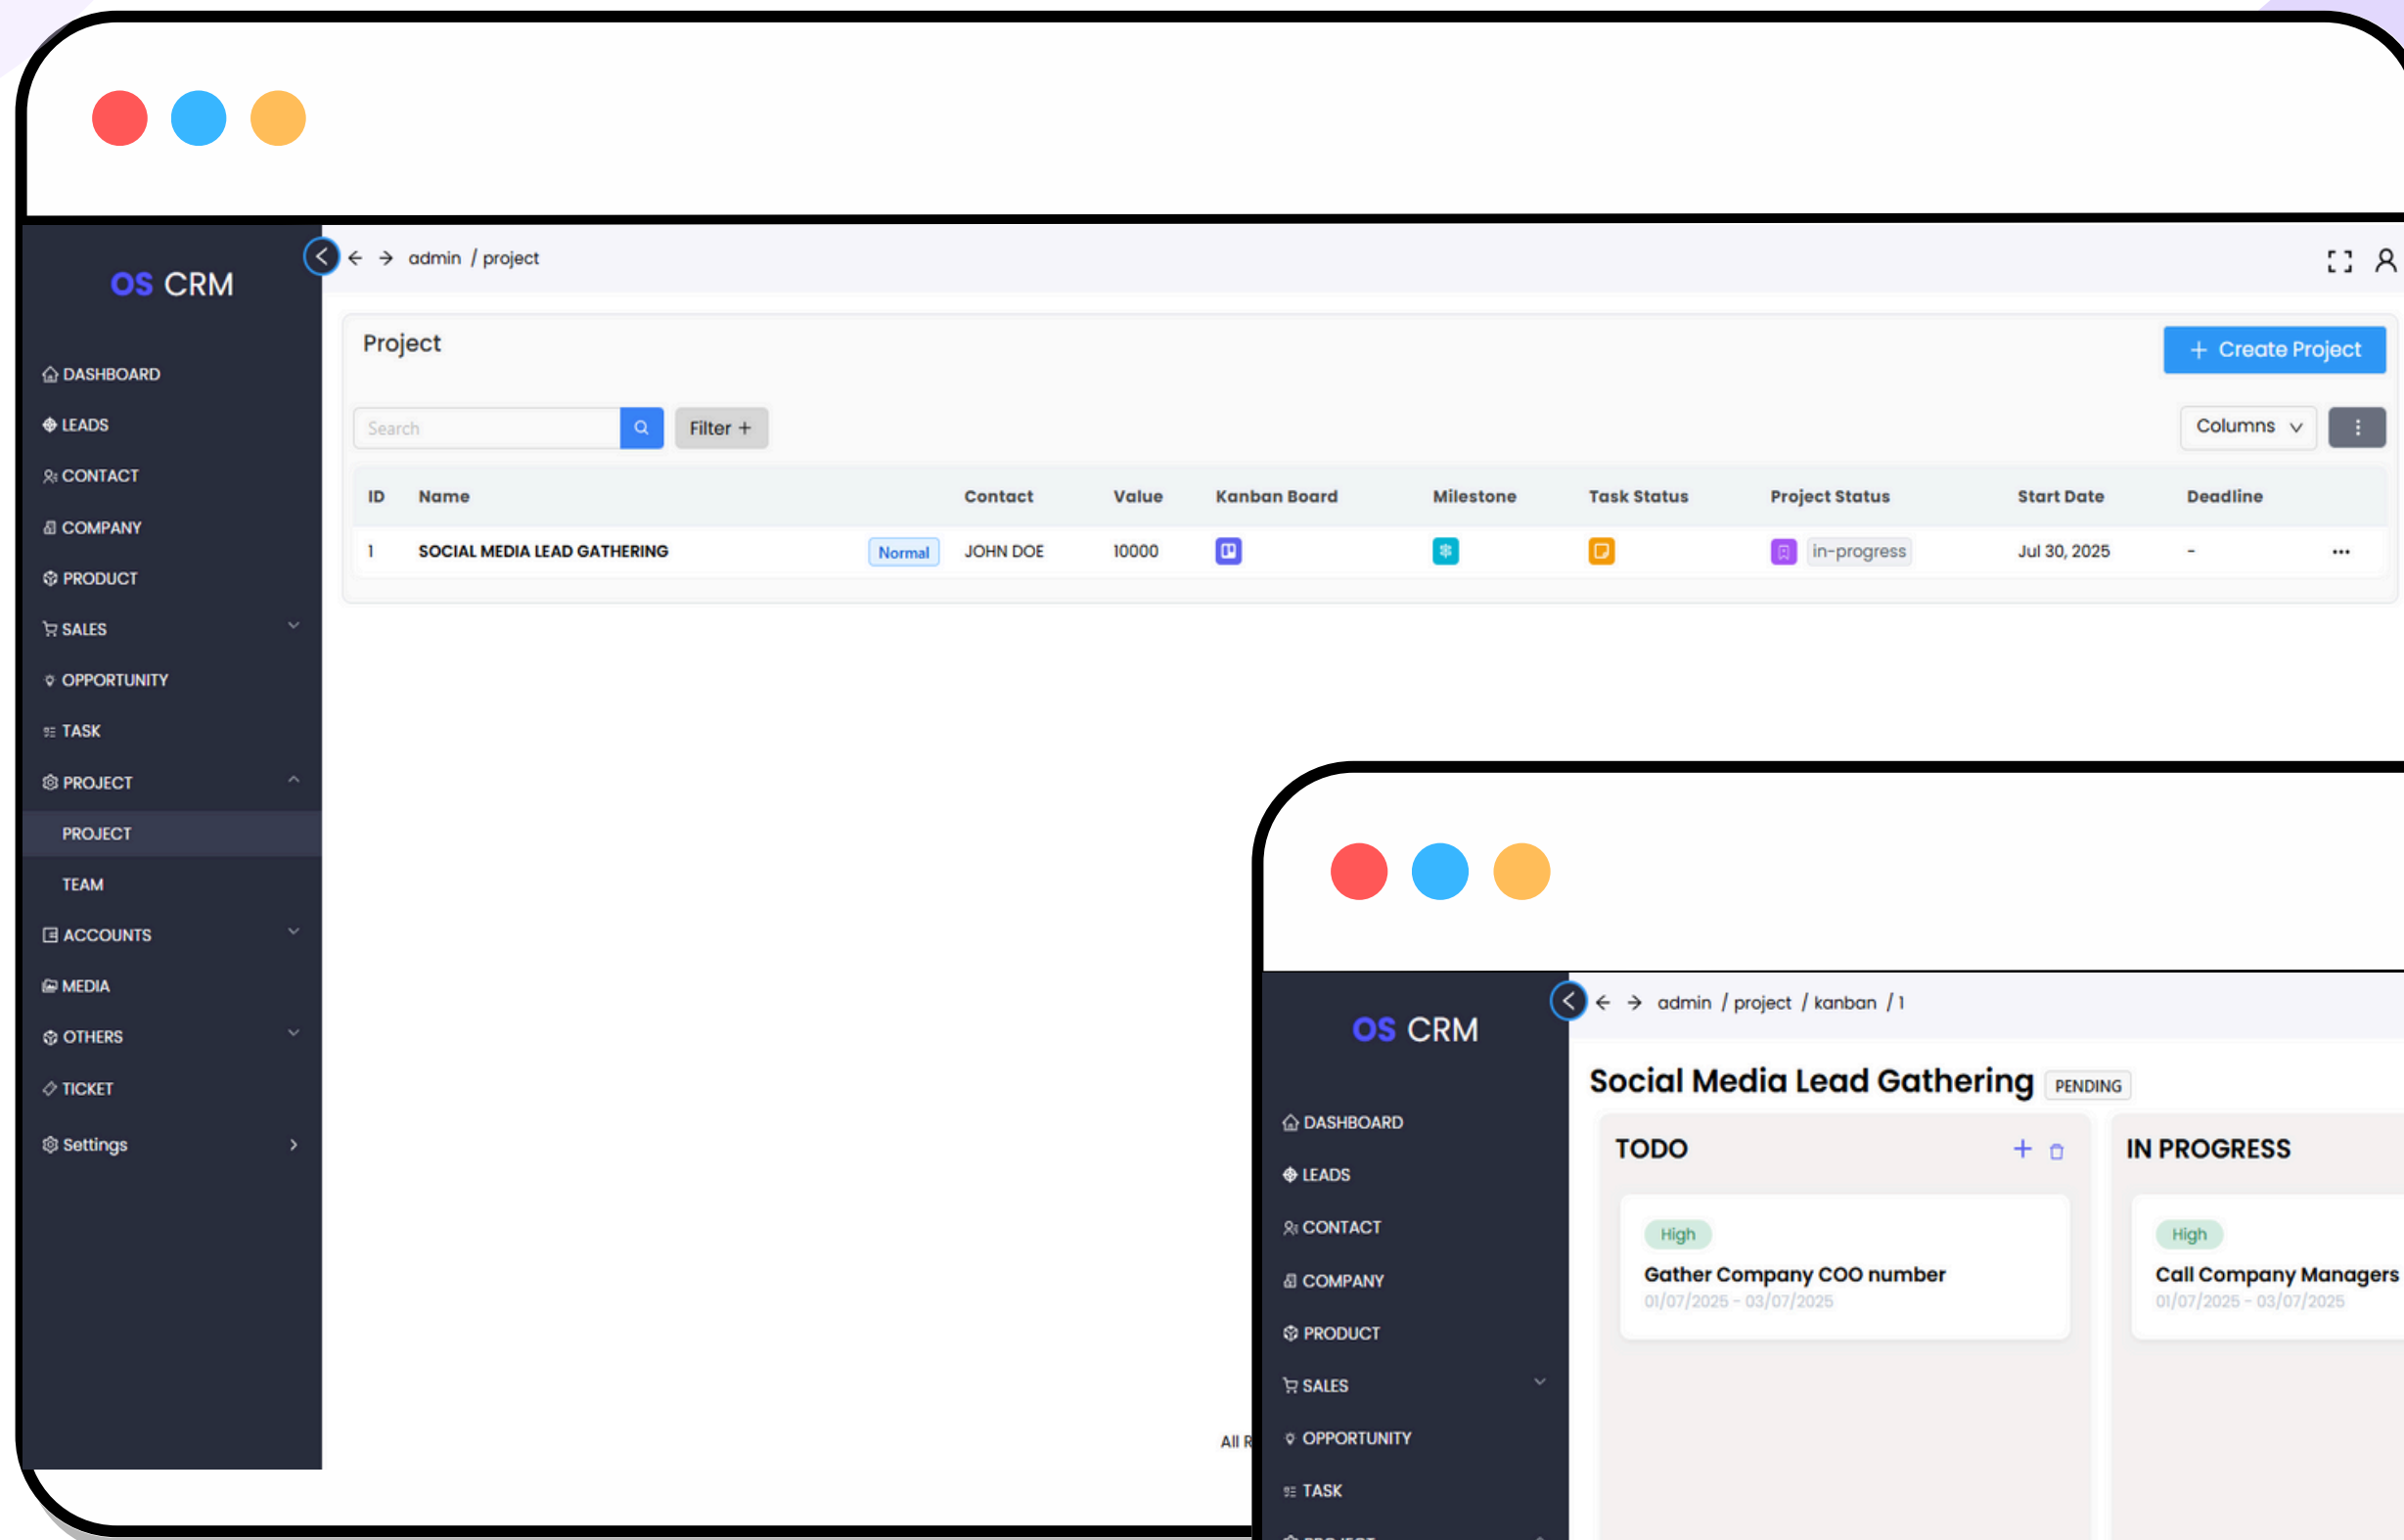 OS CRM
admin / project
DASHBOARD
LEADS
CONTACT
COMPANY
PRODUCT
SALES
OPPORTUNITY
TASK
PROJECT
PROJECT
TEAM
ACCOUNTS
MEDIA
OTHERS
TICKET
Settings
Project
+ Create Project
Search
Filter +
Columns
ID Name Contact Value Kanban Board Milestone Task Status Project Status Start Date Deadline
1 SOCIAL MEDIA LEAD GATHERING Normal JOHN DOE 10000 in-progress Jul 30, 2025 - ...
All
OS CRM
admin / project / kanban / 1
DASHBOARD
LEADS
CONTACT
COMPANY
PRODUCT
SALES
OPPORTUNITY
TASK
Social Media Lead Gathering PENDING
TODO +
High
Gather Company COO number
01/07/2025 - 03/07/2025
IN PROGRESS
High
Call Company Managers
01/07/2025 - 03/07/2025